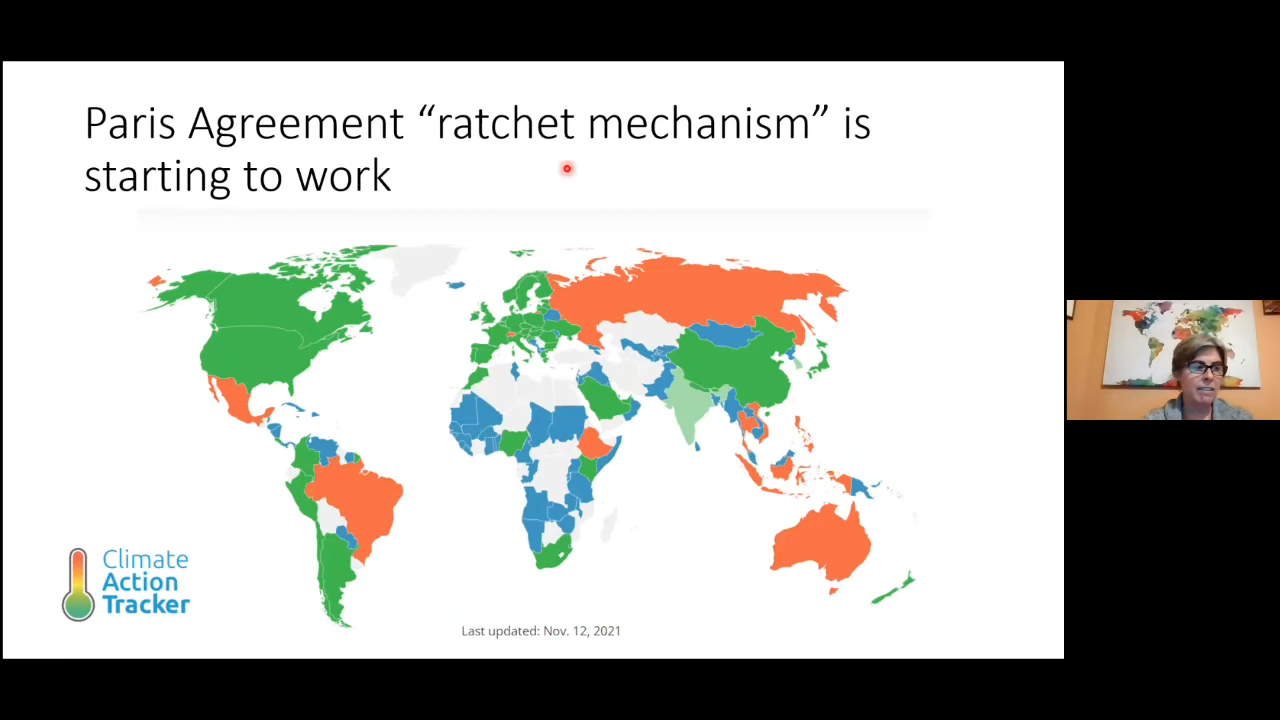 Paris Agreement “ratchet mechanism” is
starting to work
Climate
Action
Tracker
Last updated: Nov. 12, 2021